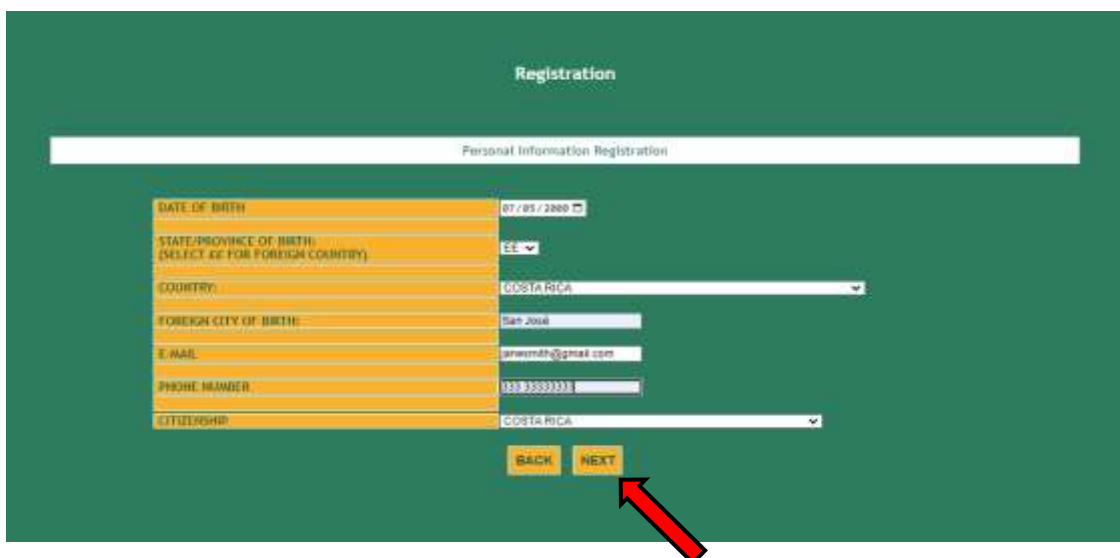 Registration
Personal Information Registration
DATE OF BIRTH 07/05/2000
STATE/PROVINCE OF BIRTH:
(SELECT EE FOR FOREIGN COUNTRY) EE
COUNTRY: COSTA RICA
FOREIGN CITY OF BIRTH: San José
E-MAIL janesmith@gmail.com
PHONE NUMBER 333 33333333
CITIZENSHIP COSTA RICA
BACK NEXT